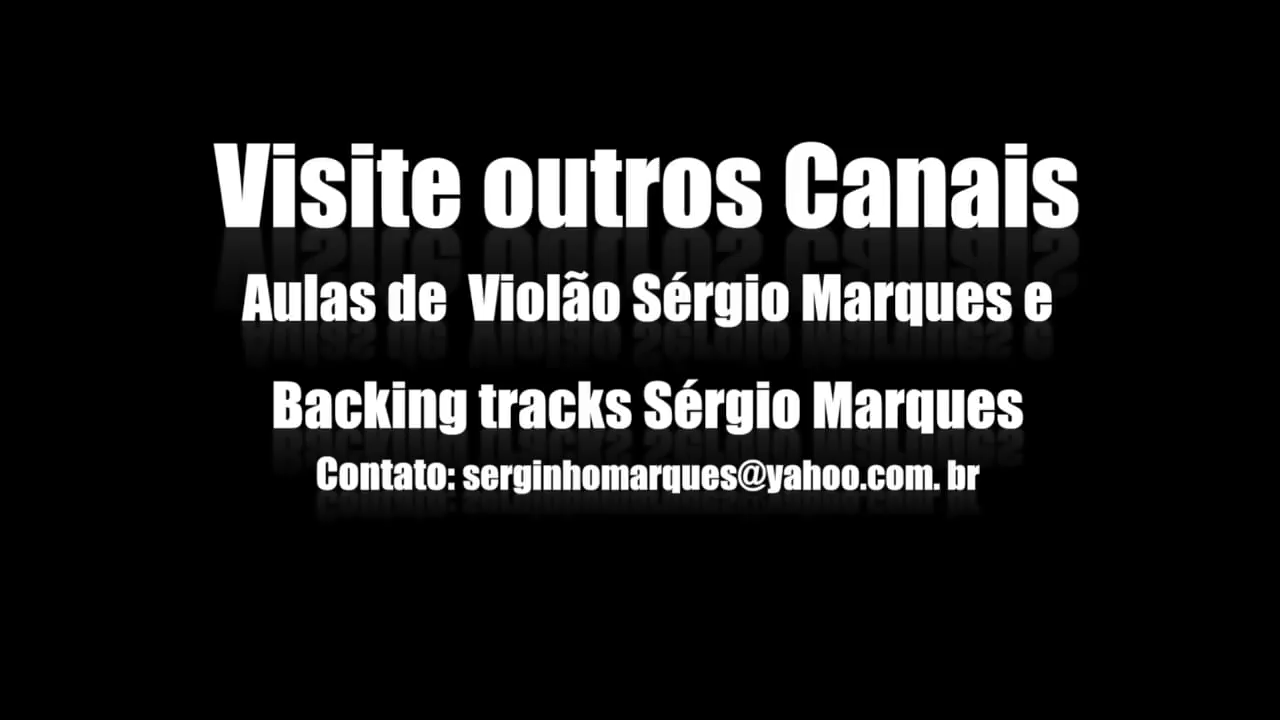 Visite outros Canais
Aulas de Violão Sérgio Marques e
Backing tracks Sérgio Marques
Contato: serginhomarques@yahoo.com. br